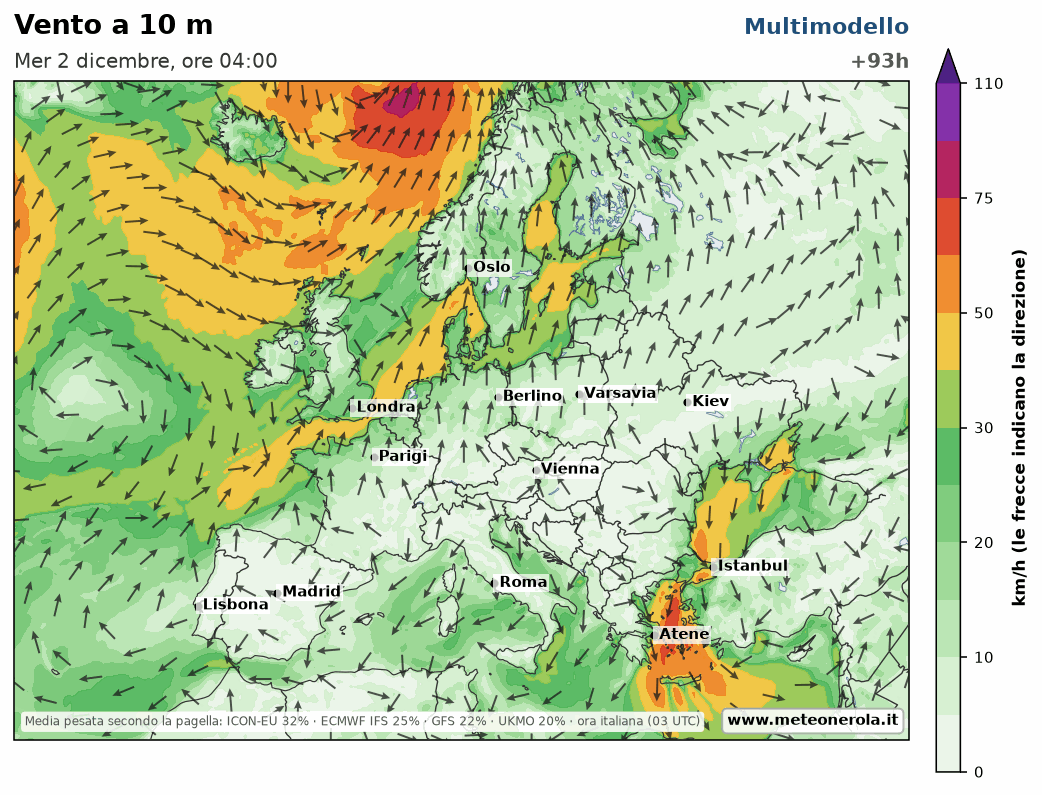 Vento a 10 m
Multimodello
Mer 2 dicembre, ore 04:00
+93h
110
75
50
30
20
10
0
km/h (le frecce indicano la direzione)
Oslo
Londra
Berlino
Varsavia
Kiev
Parigi
Vienna
Istanbul
Roma
Madrid
Lisbona
Atene
Media pesata secondo la pagella: ICON-EU 32% · ECMWF IFS 25% · GFS 22% · UKMO 20% · ora italiana (03 UTC)
www.meteonerola.it